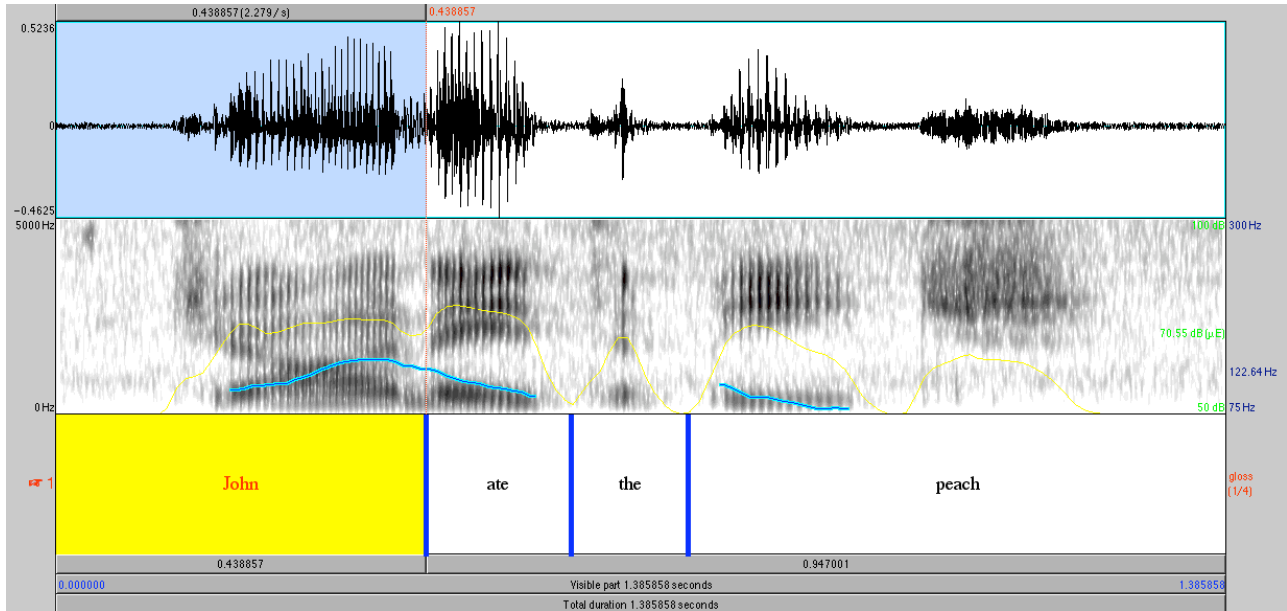 0.438857 (2.279 / s) 0.438857
0.5236
0
-0.4625
5000 Hz 100 dB 300 Hz
70.55 dB (µE)
122.64 Hz
0 Hz 50 dB 75 Hz
1 John ate the peach gloss
(1/4)
0.438857 0.947001
0.000000 Visible part 1.385858 seconds 1.385858
Total duration 1.385858 seconds